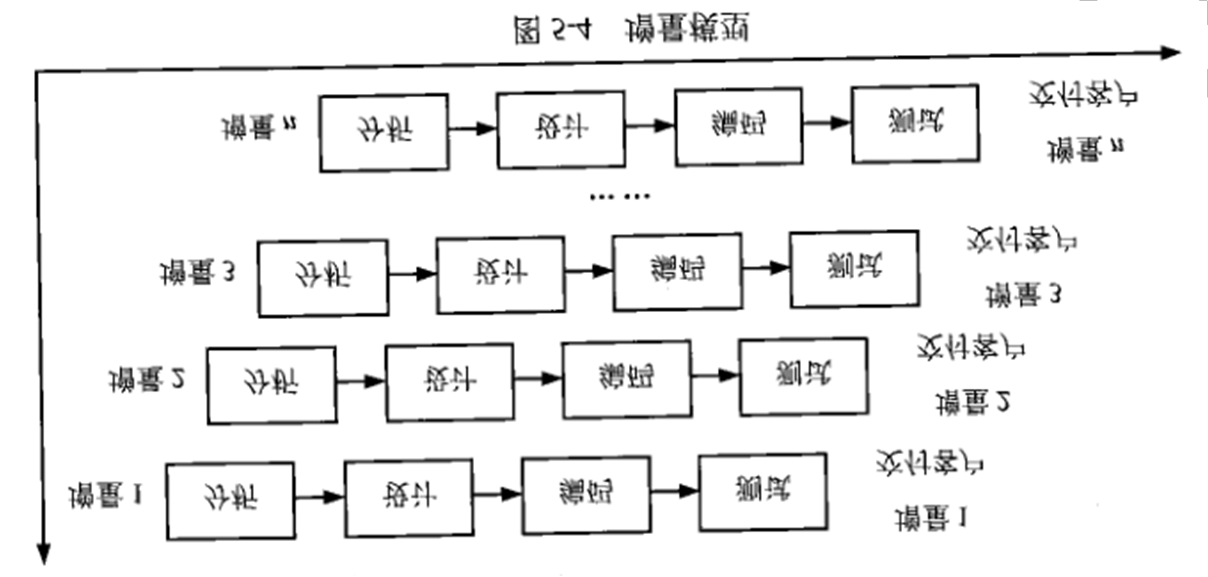 增量 1
增量 1 分析 设计 编码 测试
交付客户
增量 2
增量 2 分析 设计 编码 测试
交付客户
增量 3
增量 3 分析 设计 编码 测试
交付客户
……
增量 n
增量 n 分析 设计 编码 测试
交付客户
图 5-4 增量模型